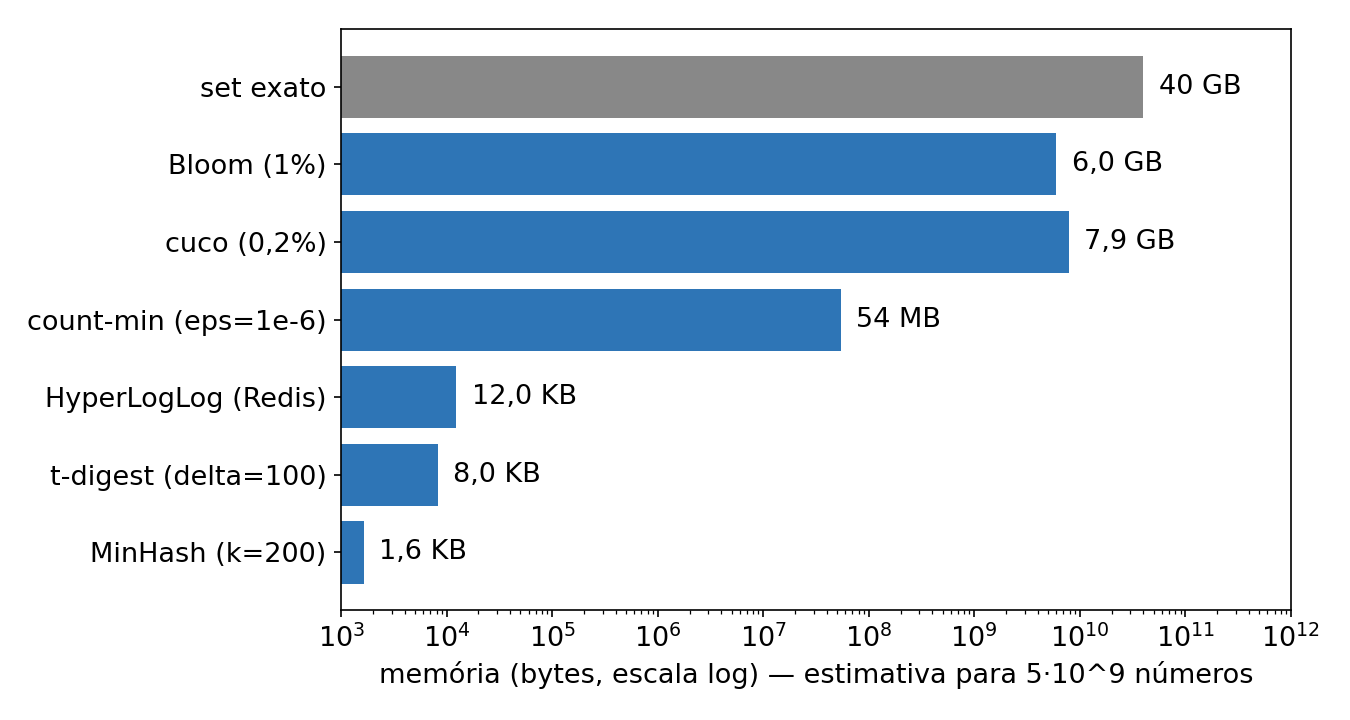 set exato
40 GB
Bloom (1%)
6,0 GB
cuco (0,2%)
7,9 GB
count-min (eps=1e-6)
54 MB
HyperLogLog (Redis)
12,0 KB
t-digest (delta=100)
8,0 KB
MinHash (k=200)
1,6 KB
10³ 10⁴ 10⁵ 10⁶ 10⁷ 10⁸ 10⁹ 10¹⁰ 10¹¹ 10¹²
memória (bytes, escala log) — estimativa para 5·10^9 números